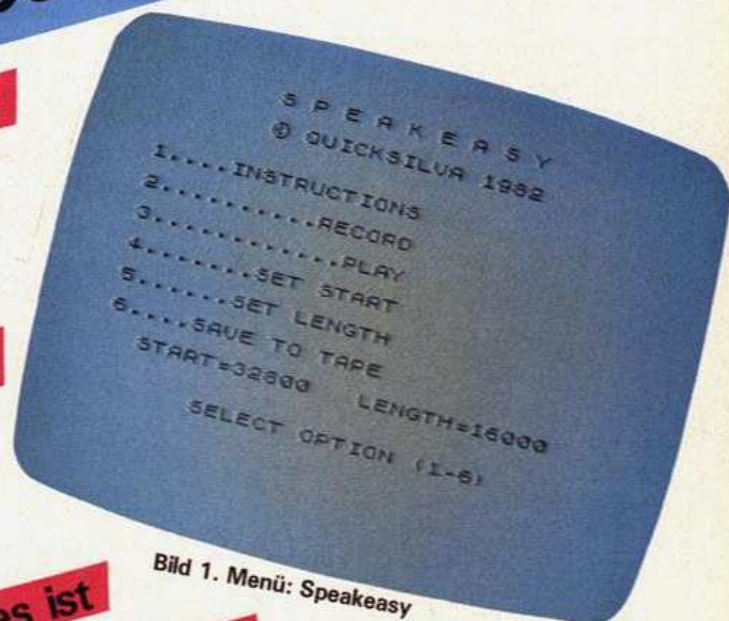 S P E A K E A S Y
© QUICKSILVA 1982
1....INSTRUCTIONS
2..........RECORD
3............PLAY
4.......SET START
5......SET LENGTH
6....SAVE TO TAPE
START=32600 LENGTH=16000
SELECT OPTION (1-6)
Bild 1. Menü: Speakeasy
es ist